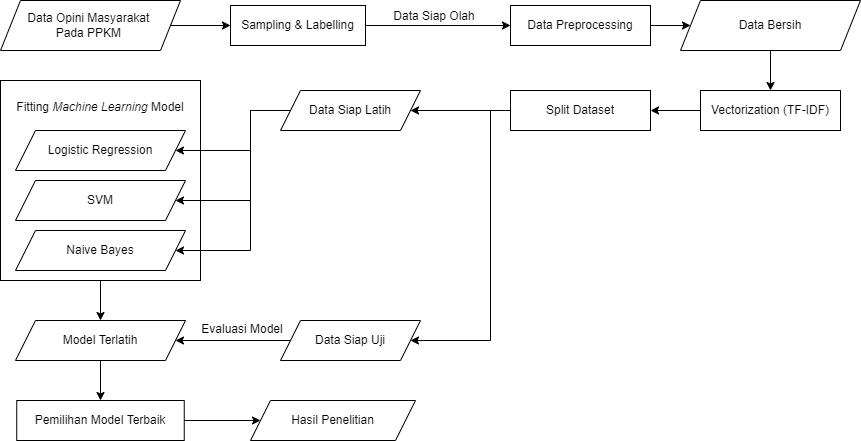 Data Opini Masyarakat
Pada PPKM
Sampling & Labelling
Data Siap Olah
Data Preprocessing
Data Bersih
Fitting Machine Learning Model
Data Siap Latih
Split Dataset
Vectorization (TF-IDF)
Logistic Regression
SVM
Naive Bayes
Model Terlatih
Evaluasi Model
Data Siap Uji
Pemilihan Model Terbaik
Hasil Penelitian